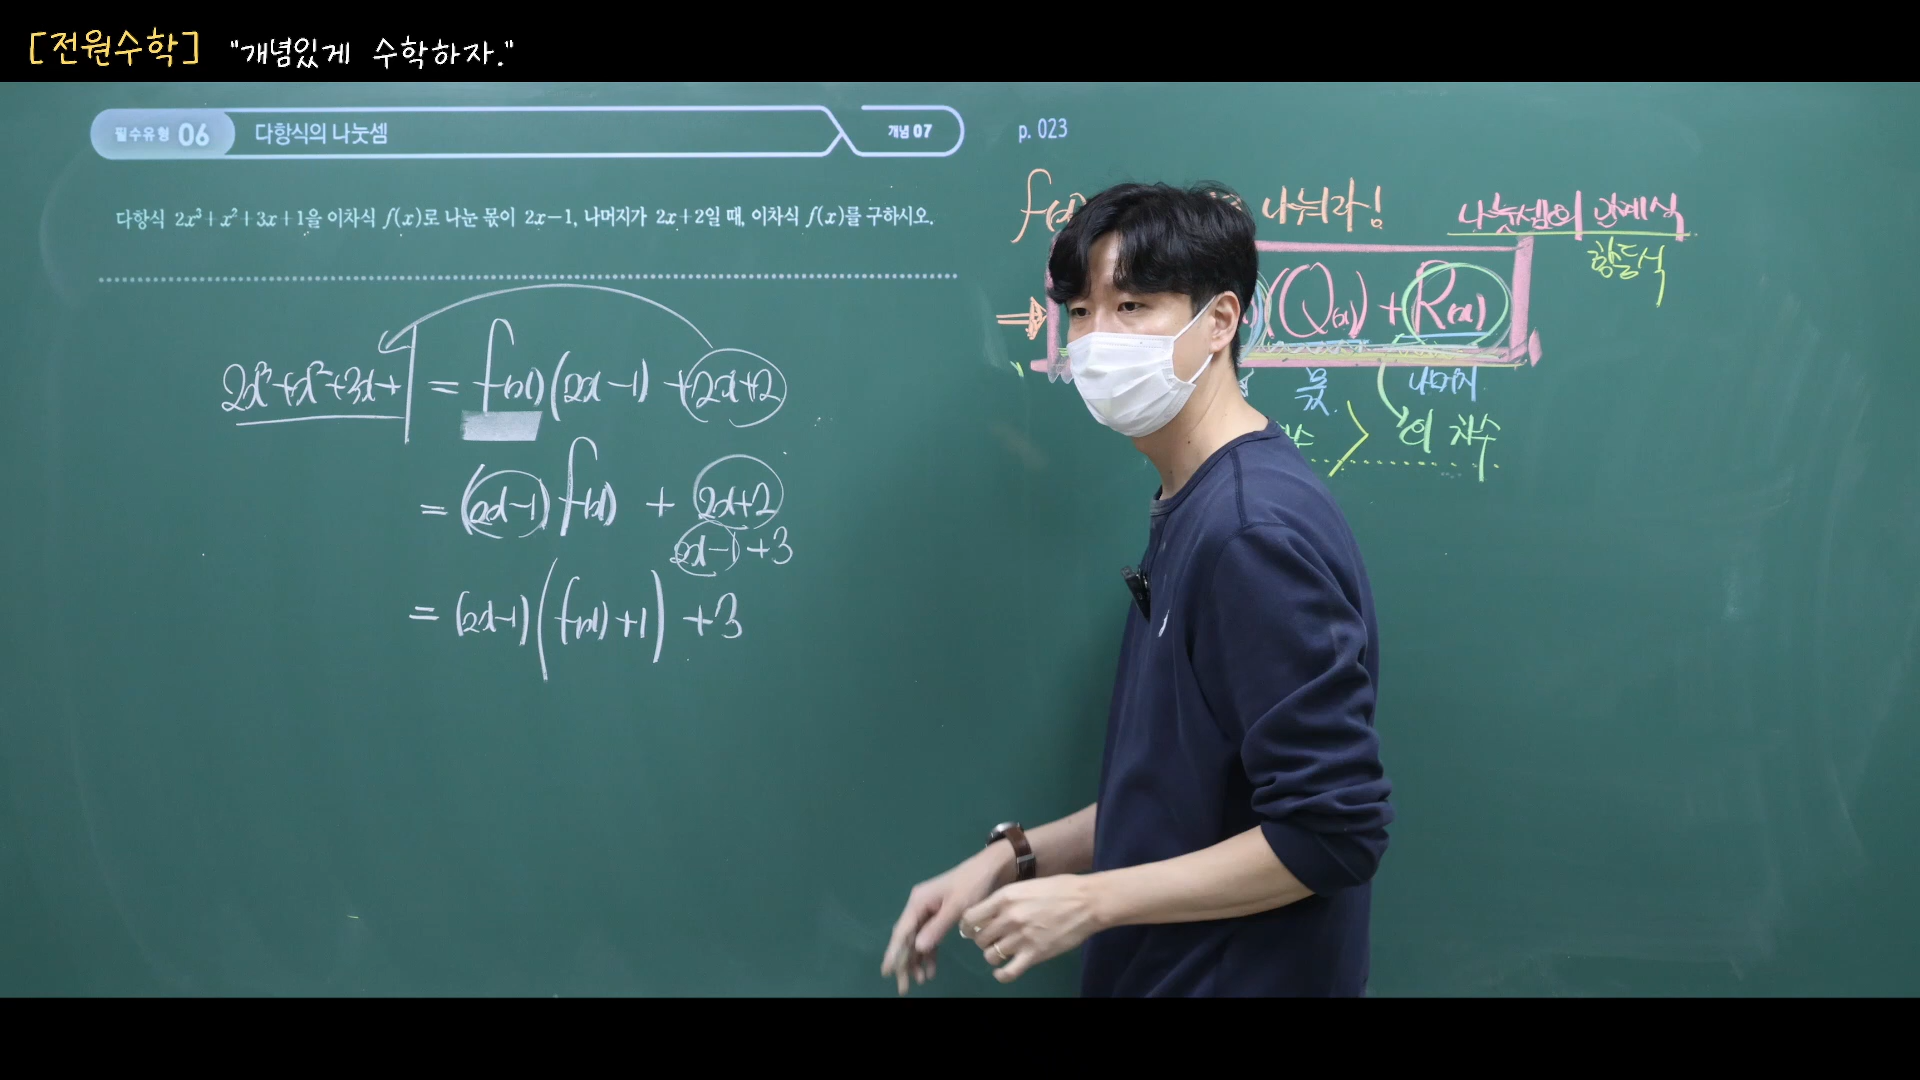 [전원수학] "개념있게 수학하자."
필수유형 06 다항식의 나눗셈 개념 07 p. 023
다항식 2x³+x²+3x+1을 이차식 f(x)로 나눈 몫이 2x-1, 나머지가 2x+2일 때, 이차식 f(x)를 구하시오.
2x³+x²+3x+1 = f(x)(2x-1)+2x+2
= (2x-1)f(x) + 2x+2
2x-1+3
= (2x-1)(f(x)+1)+3
나눠라!
나눗셈의 관계식
항등식
⇒ (Q(x))+R(x)
몫 나머지
> 의 차수